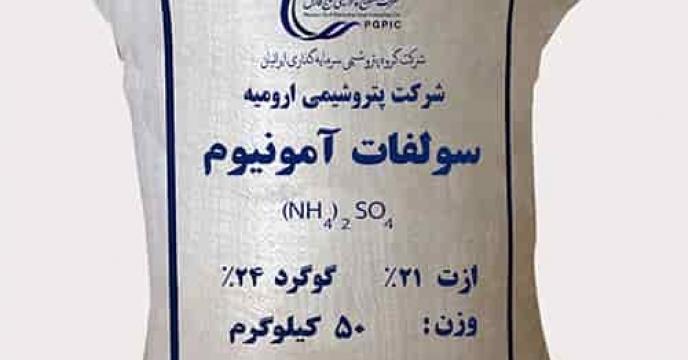 PGPIC
شرکت گروه پتروشیمی سرمایه گذاری ایرانیان
شرکت پتروشیمی ارومیه
سولفات آمونیوم
(NH₄)₂SO₄
ازت ۲۱٪ گوگرد ۲۴٪
وزن: ۵۰ کیلوگرم